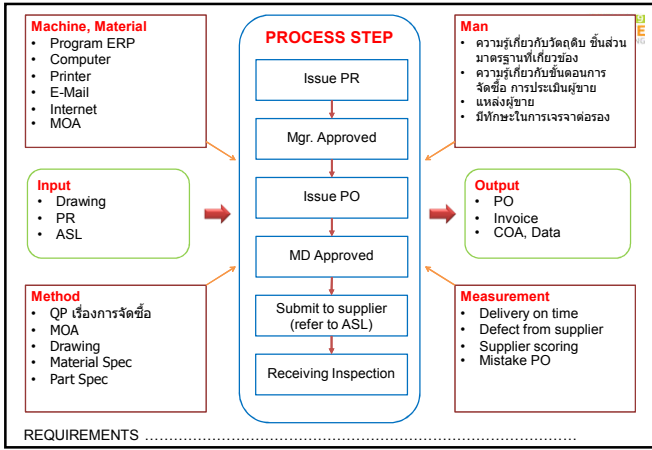 Machine, Material
• Program ERP
• Computer
• Printer
• E-Mail
• Internet
• MOA
PROCESS STEP
Issue PR
Mgr. Approved
Issue PO
MD Approved
Submit to supplier
(refer to ASL)
Receiving Inspection
Man
• ความรู้เกี่ยวกับวัตถุดิบ ชิ้นส่วน
มาตรฐานที่เกี่ยวข้อง
• ความรู้เกี่ยวกับขั้นตอนการ
จัดซื้อ การประเมินผู้ขาย
• แหล่งผู้ขาย
• มีทักษะในการเจรจาต่อรอง
Input
• Drawing
• PR
• ASL
Output
• PO
• Invoice
• COA, Data
Method
• QP เรื่องการจัดซื้อ
• MOA
• Drawing
• Material Spec
• Part Spec
Measurement
• Delivery on time
• Defect from supplier
• Supplier scoring
• Mistake PO
REQUIREMENTS ……………………………………………………………………………